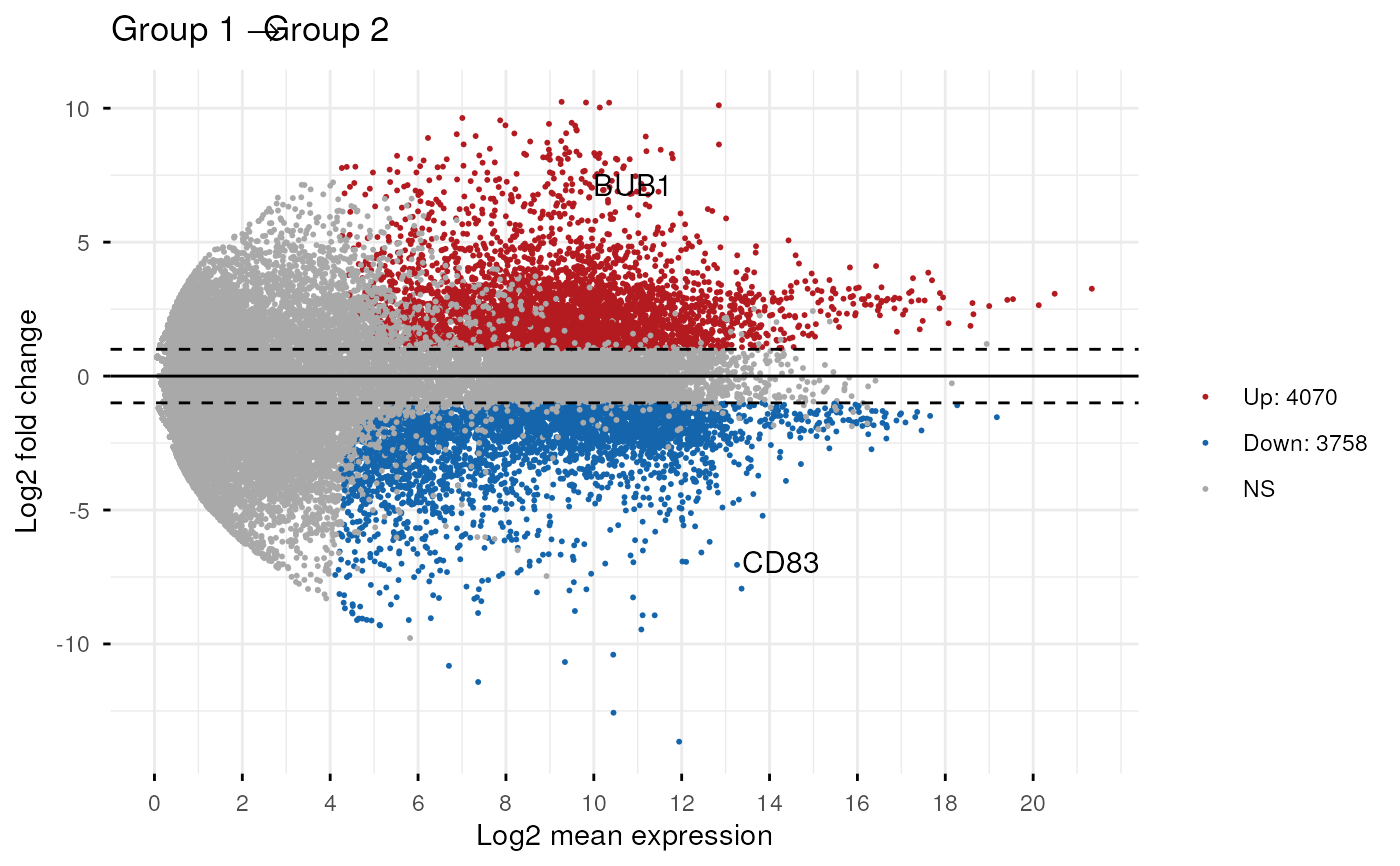 Group 1 → Group 2
Log2 fold change
10
5
0
-5
-10
BUB1
CD83
Up: 4070
Down: 3758
NS
0 2 4 6 8 10 12 14 16 18 20
Log2 mean expression